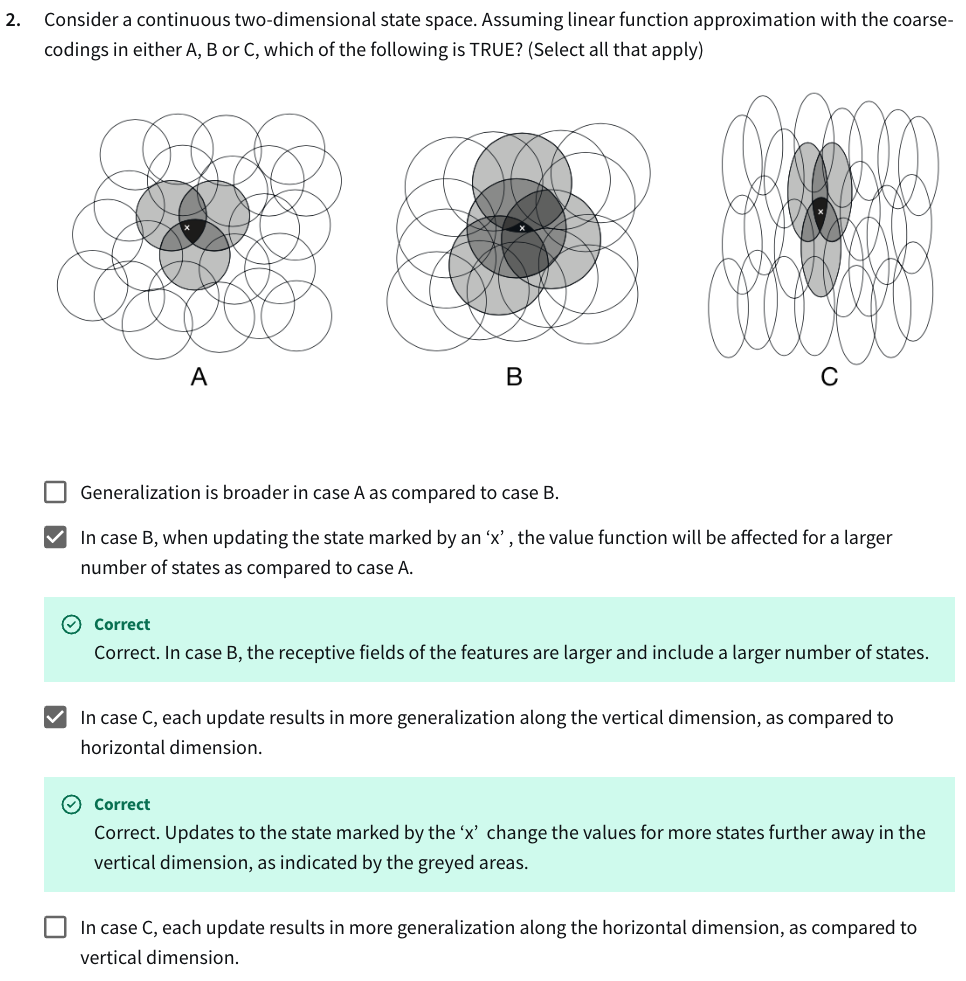 2. Consider a continuous two-dimensional state space. Assuming linear function approximation with the coarse-
codings in either A, B or C, which of the following is TRUE? (Select all that apply)
x
x
x
A
B
C
Generalization is broader in case A as compared to case B.
In case B, when updating the state marked by an ‘x’ , the value function will be affected for a larger
number of states as compared to case A.
Correct
Correct. In case B, the receptive fields of the features are larger and include a larger number of states.
In case C, each update results in more generalization along the vertical dimension, as compared to
horizontal dimension.
Correct
Correct. Updates to the state marked by the ‘x’ change the values for more states further away in the
vertical dimension, as indicated by the greyed areas.
In case C, each update results in more generalization along the horizontal dimension, as compared to
vertical dimension.